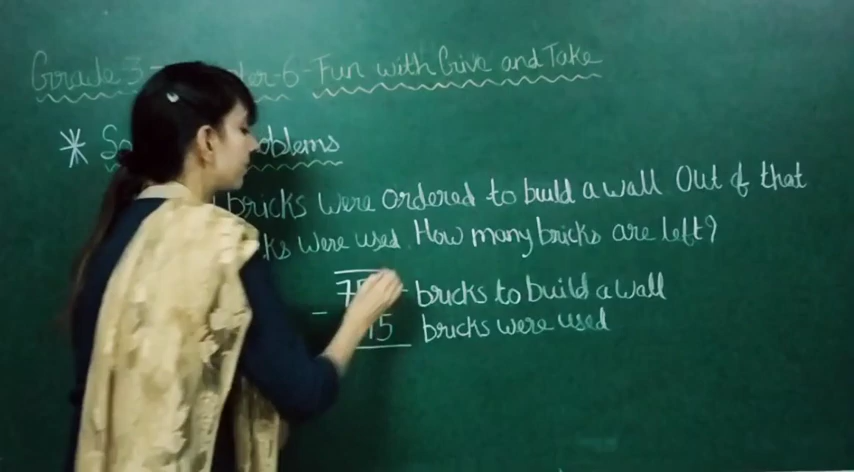 Grade 3 - -6- Fun with Give and Take
* oblems
bricks were ordered to build a wall Out of that
ks were used. How many bricks are left?
7 bricks to build a wall
- 15 bricks were used